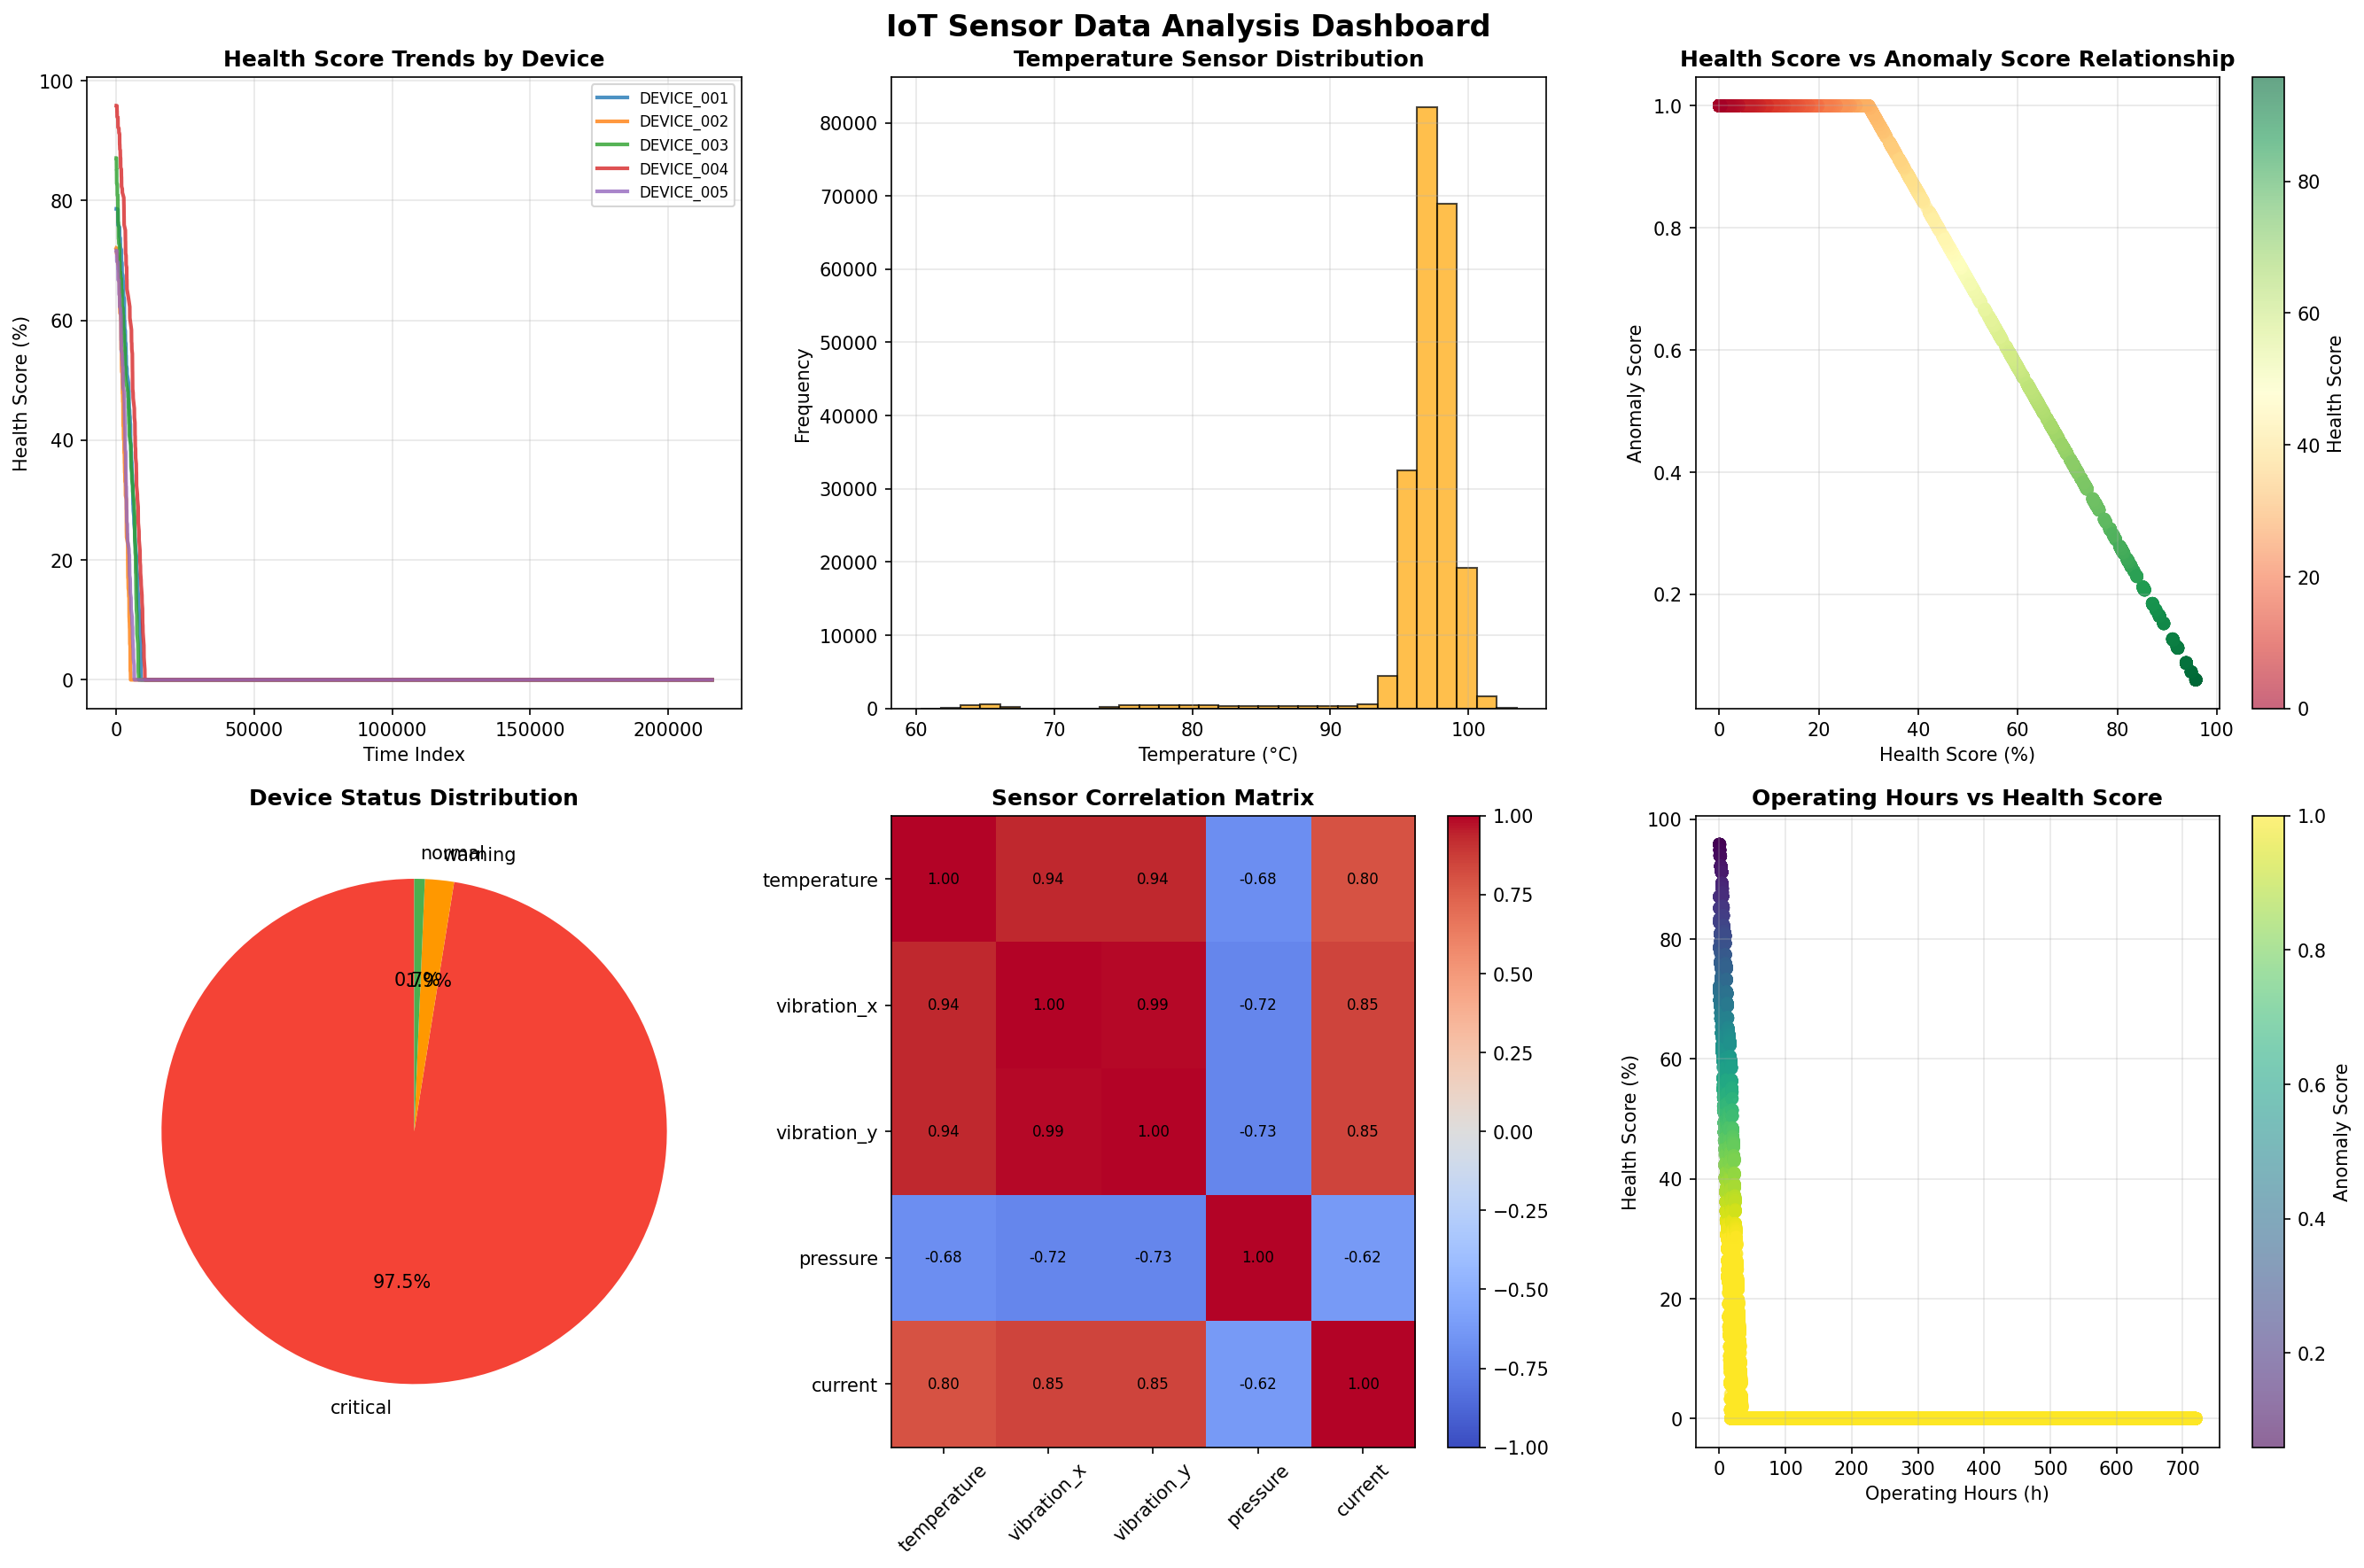 IoT Sensor Data Analysis Dashboard
Health Score Trends by Device
100
80
60
40
20
0
Health Score (%)
0 50000 100000 150000 200000
Time Index
DEVICE_001
DEVICE_002
DEVICE_003
DEVICE_004
DEVICE_005
Temperature Sensor Distribution
80000
70000
60000
50000
40000
30000
20000
10000
0
Frequency
60 70 80 90 100
Temperature (°C)
Health Score vs Anomaly Score Relationship
1.0
0.8
0.6
0.4
0.2
Anomaly Score
0 20 40 60 80 100
Health Score (%)
80
60
40
20
0
Health Score
Device Status Distribution
normal
warning
0.7%
1.9%
97.5%
critical
Sensor Correlation Matrix
temperature 1.00 0.94 0.94 -0.68 0.80
vibration_x 0.94 1.00 0.99 -0.72 0.85
vibration_y 0.94 0.99 1.00 -0.73 0.85
pressure -0.68 -0.72 -0.73 1.00 -0.62
current 0.80 0.85 0.85 -0.62 1.00
temperature vibration_x vibration_y pressure current
1.00
0.75
0.50
0.25
0.00
−0.25
−0.50
−0.75
−1.00
Operating Hours vs Health Score
100
80
60
40
20
0
Health Score (%)
0 100 200 300 400 500 600 700
Operating Hours (h)
1.0
0.8
0.6
0.4
0.2
Anomaly Score